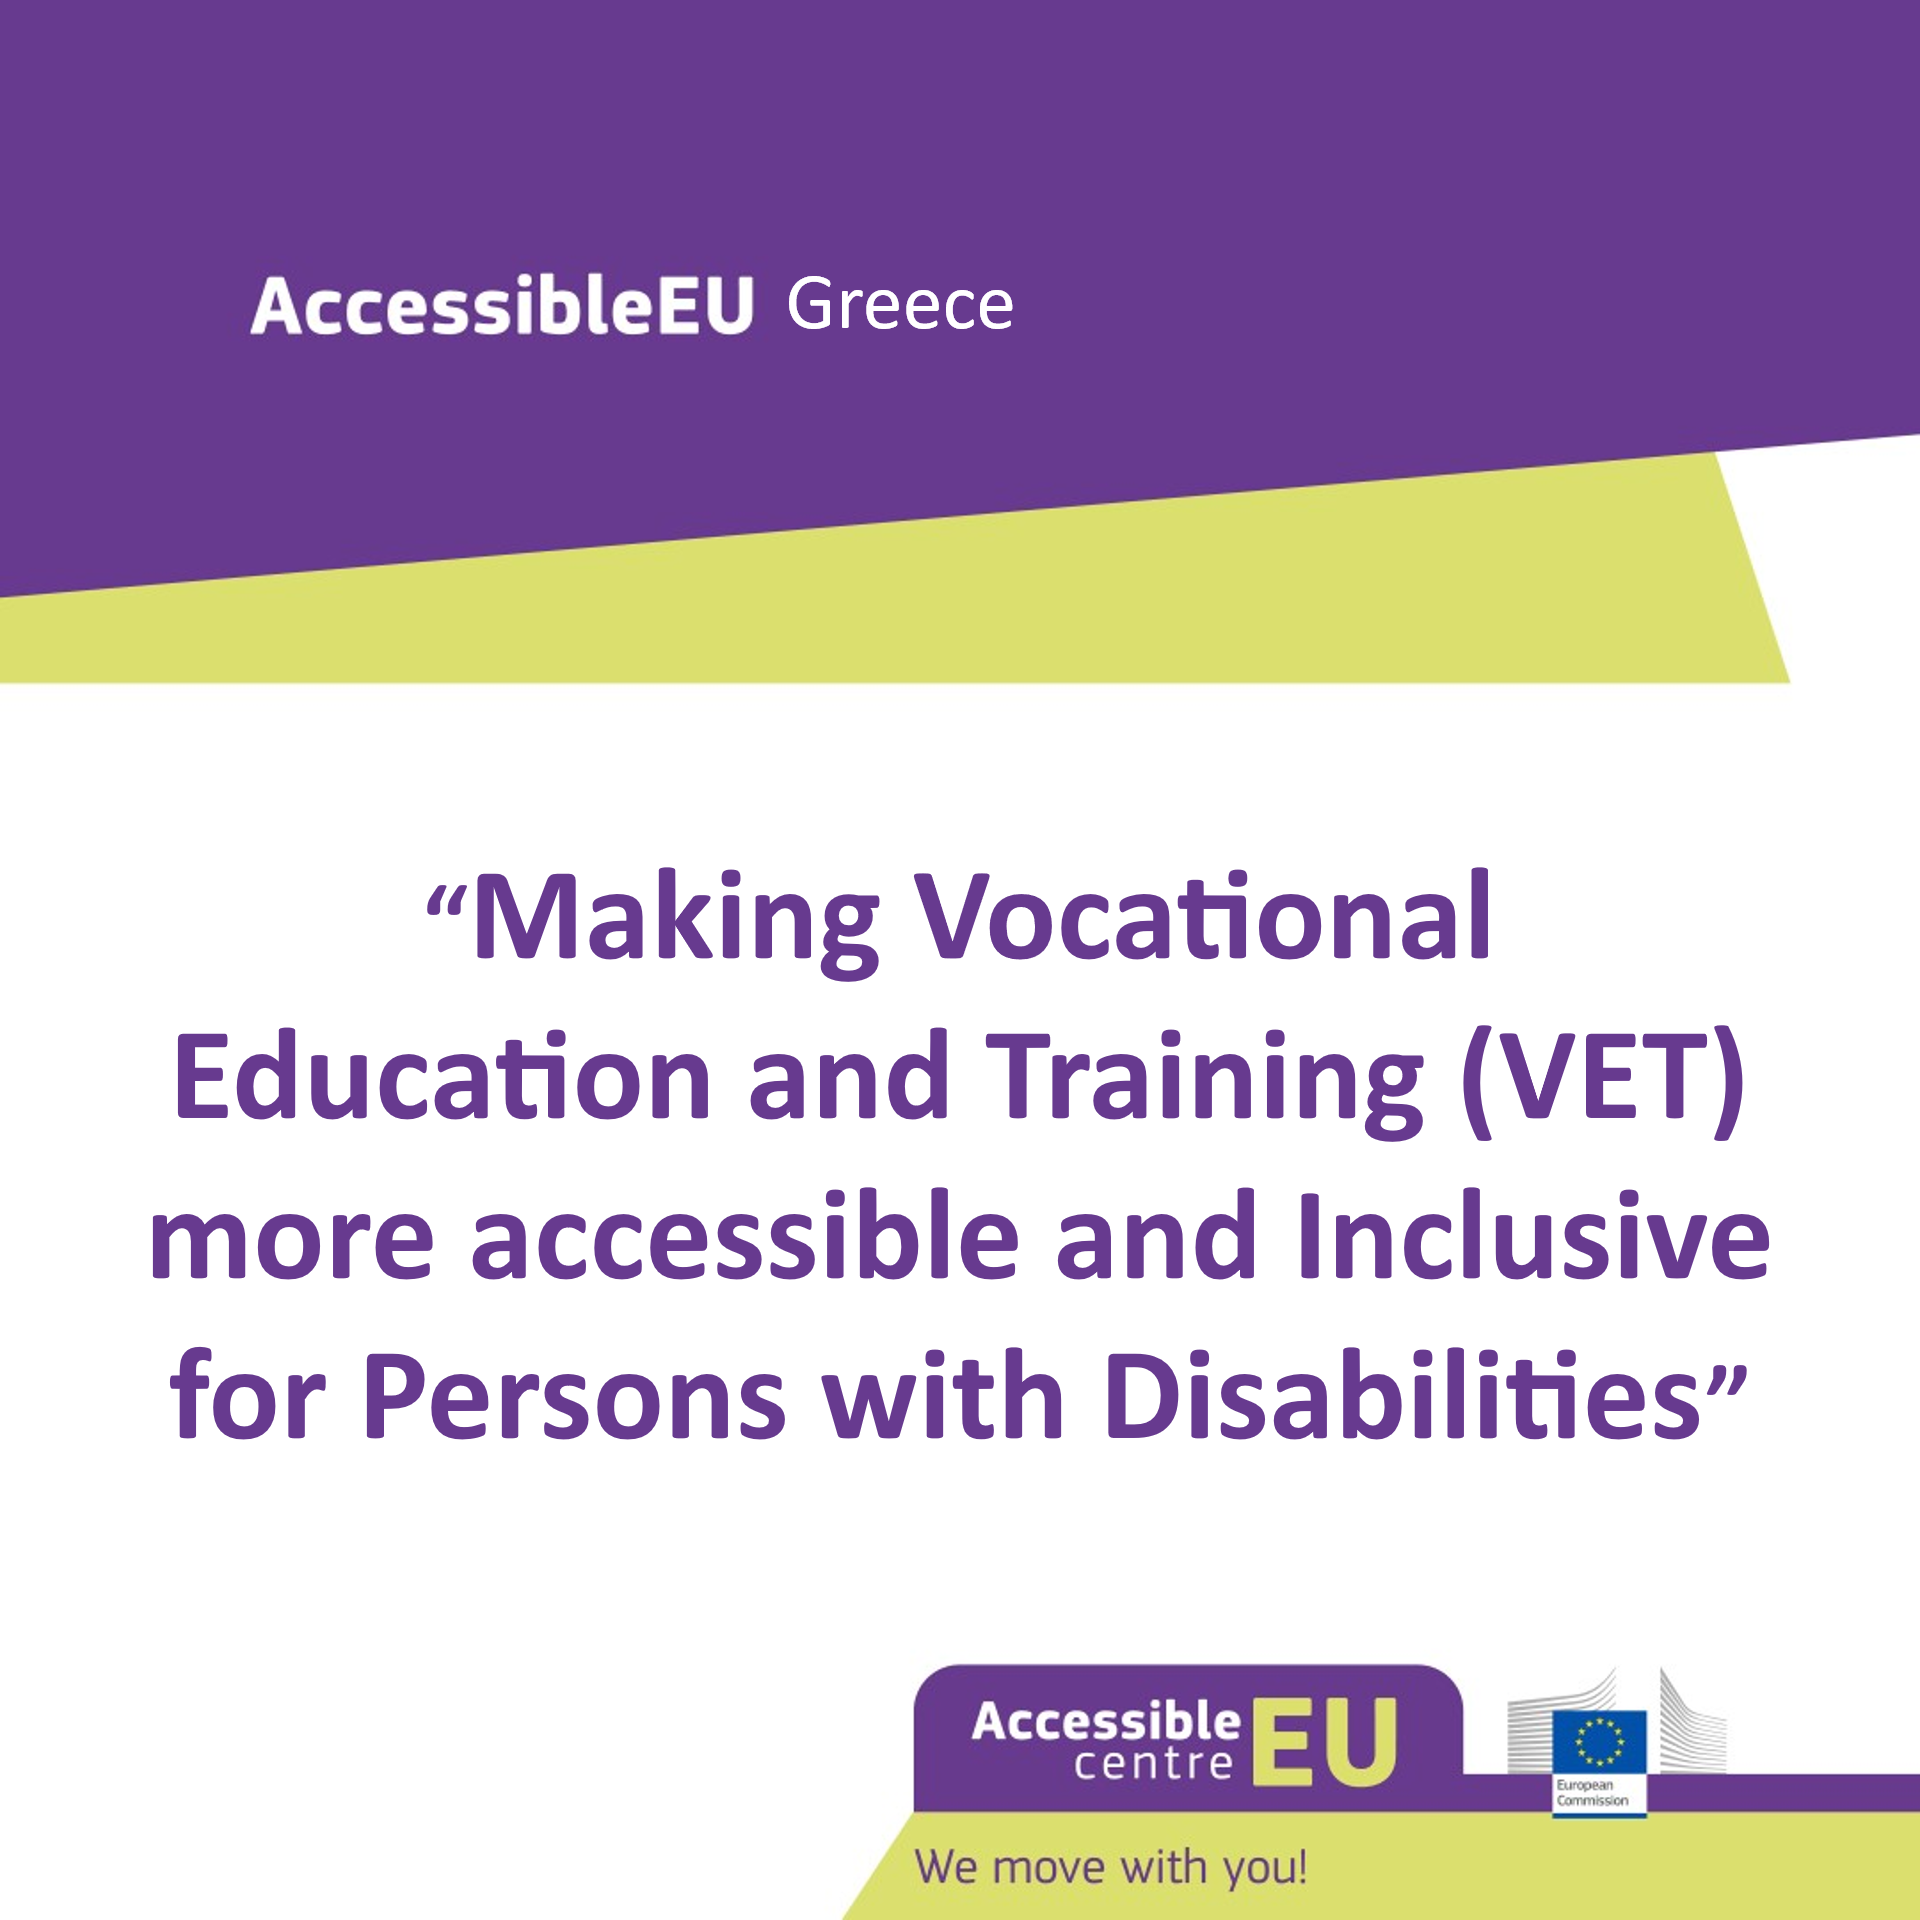 AccessibleEU Greece
“Making Vocational
Education and Training (VET)
more accessible and Inclusive
for Persons with Disabilities”
Accessible EU
centre
European
Commission
We move with you!